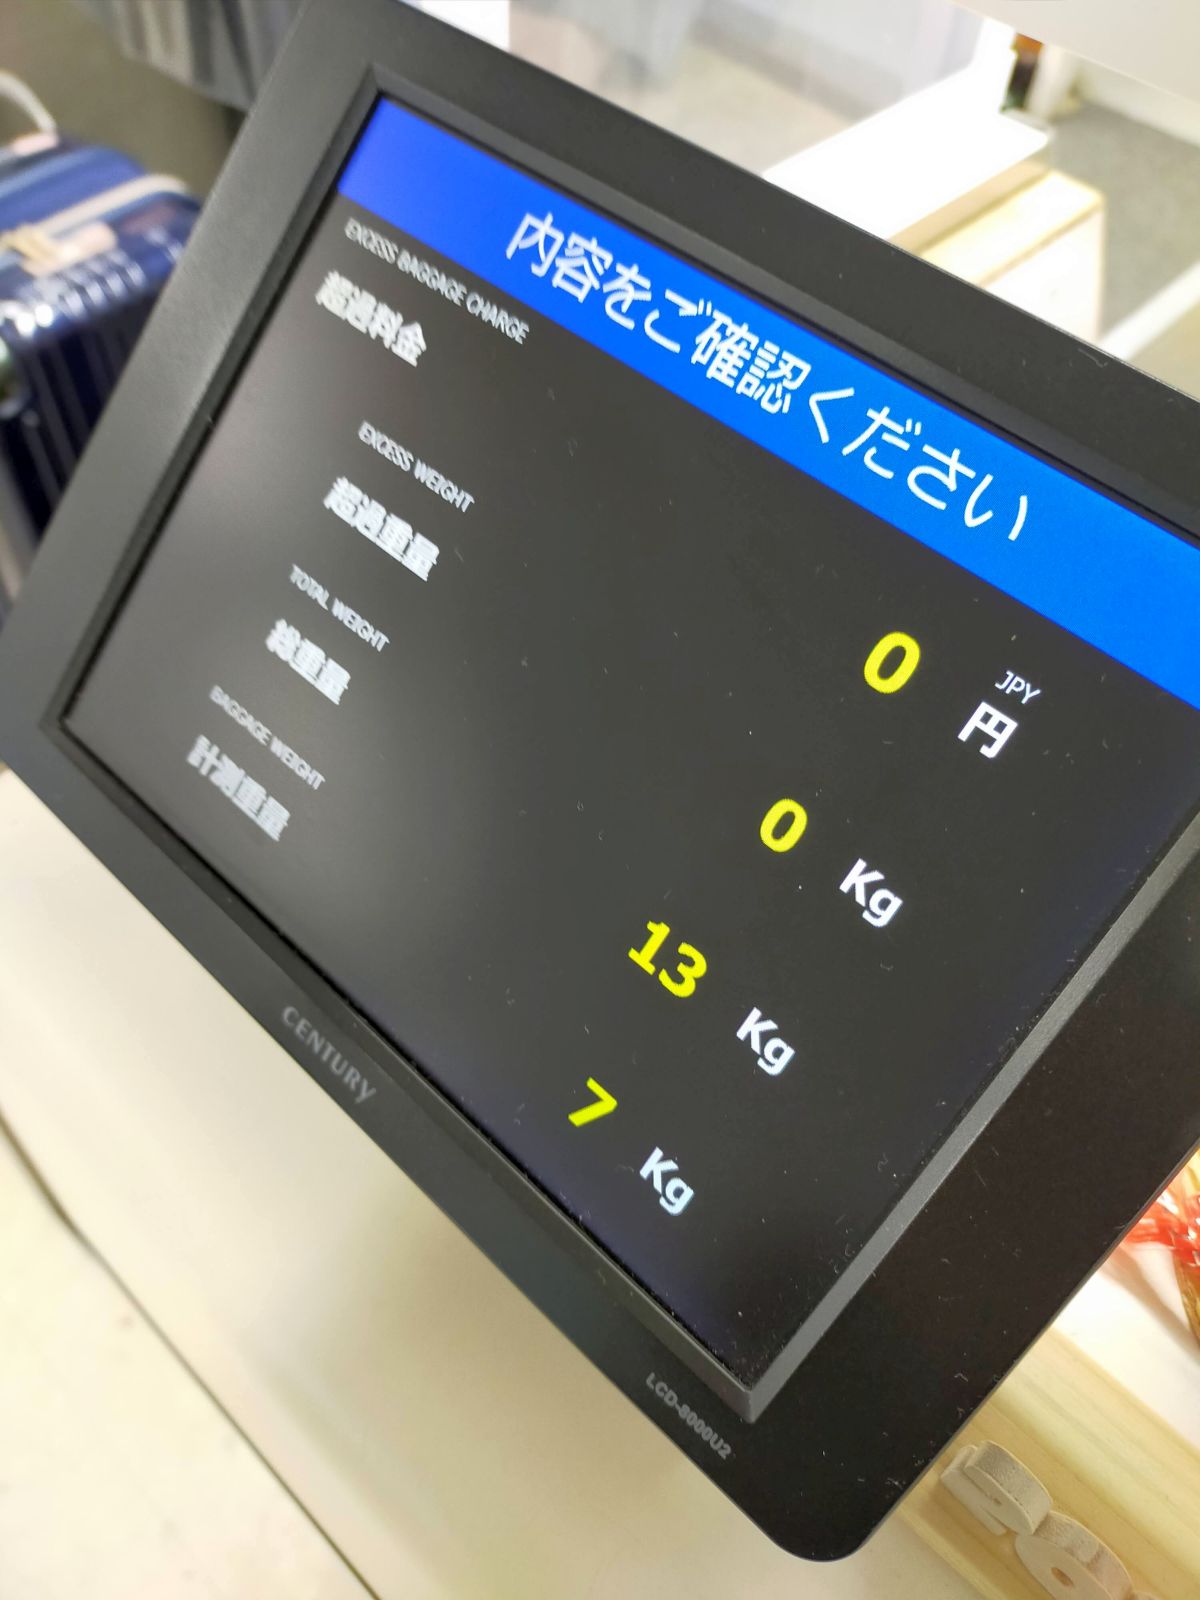 内容をご確認ください
EXCESS BAGGAGE CHARGE
JPY
超過料金 0 円
EXCESS WEIGHT
超過重量 0 Kg
TOTAL WEIGHT
総重量 13 Kg
BAGGAGE WEIGHT
計測重量 7 Kg
CENTURY
LCD-8000U2